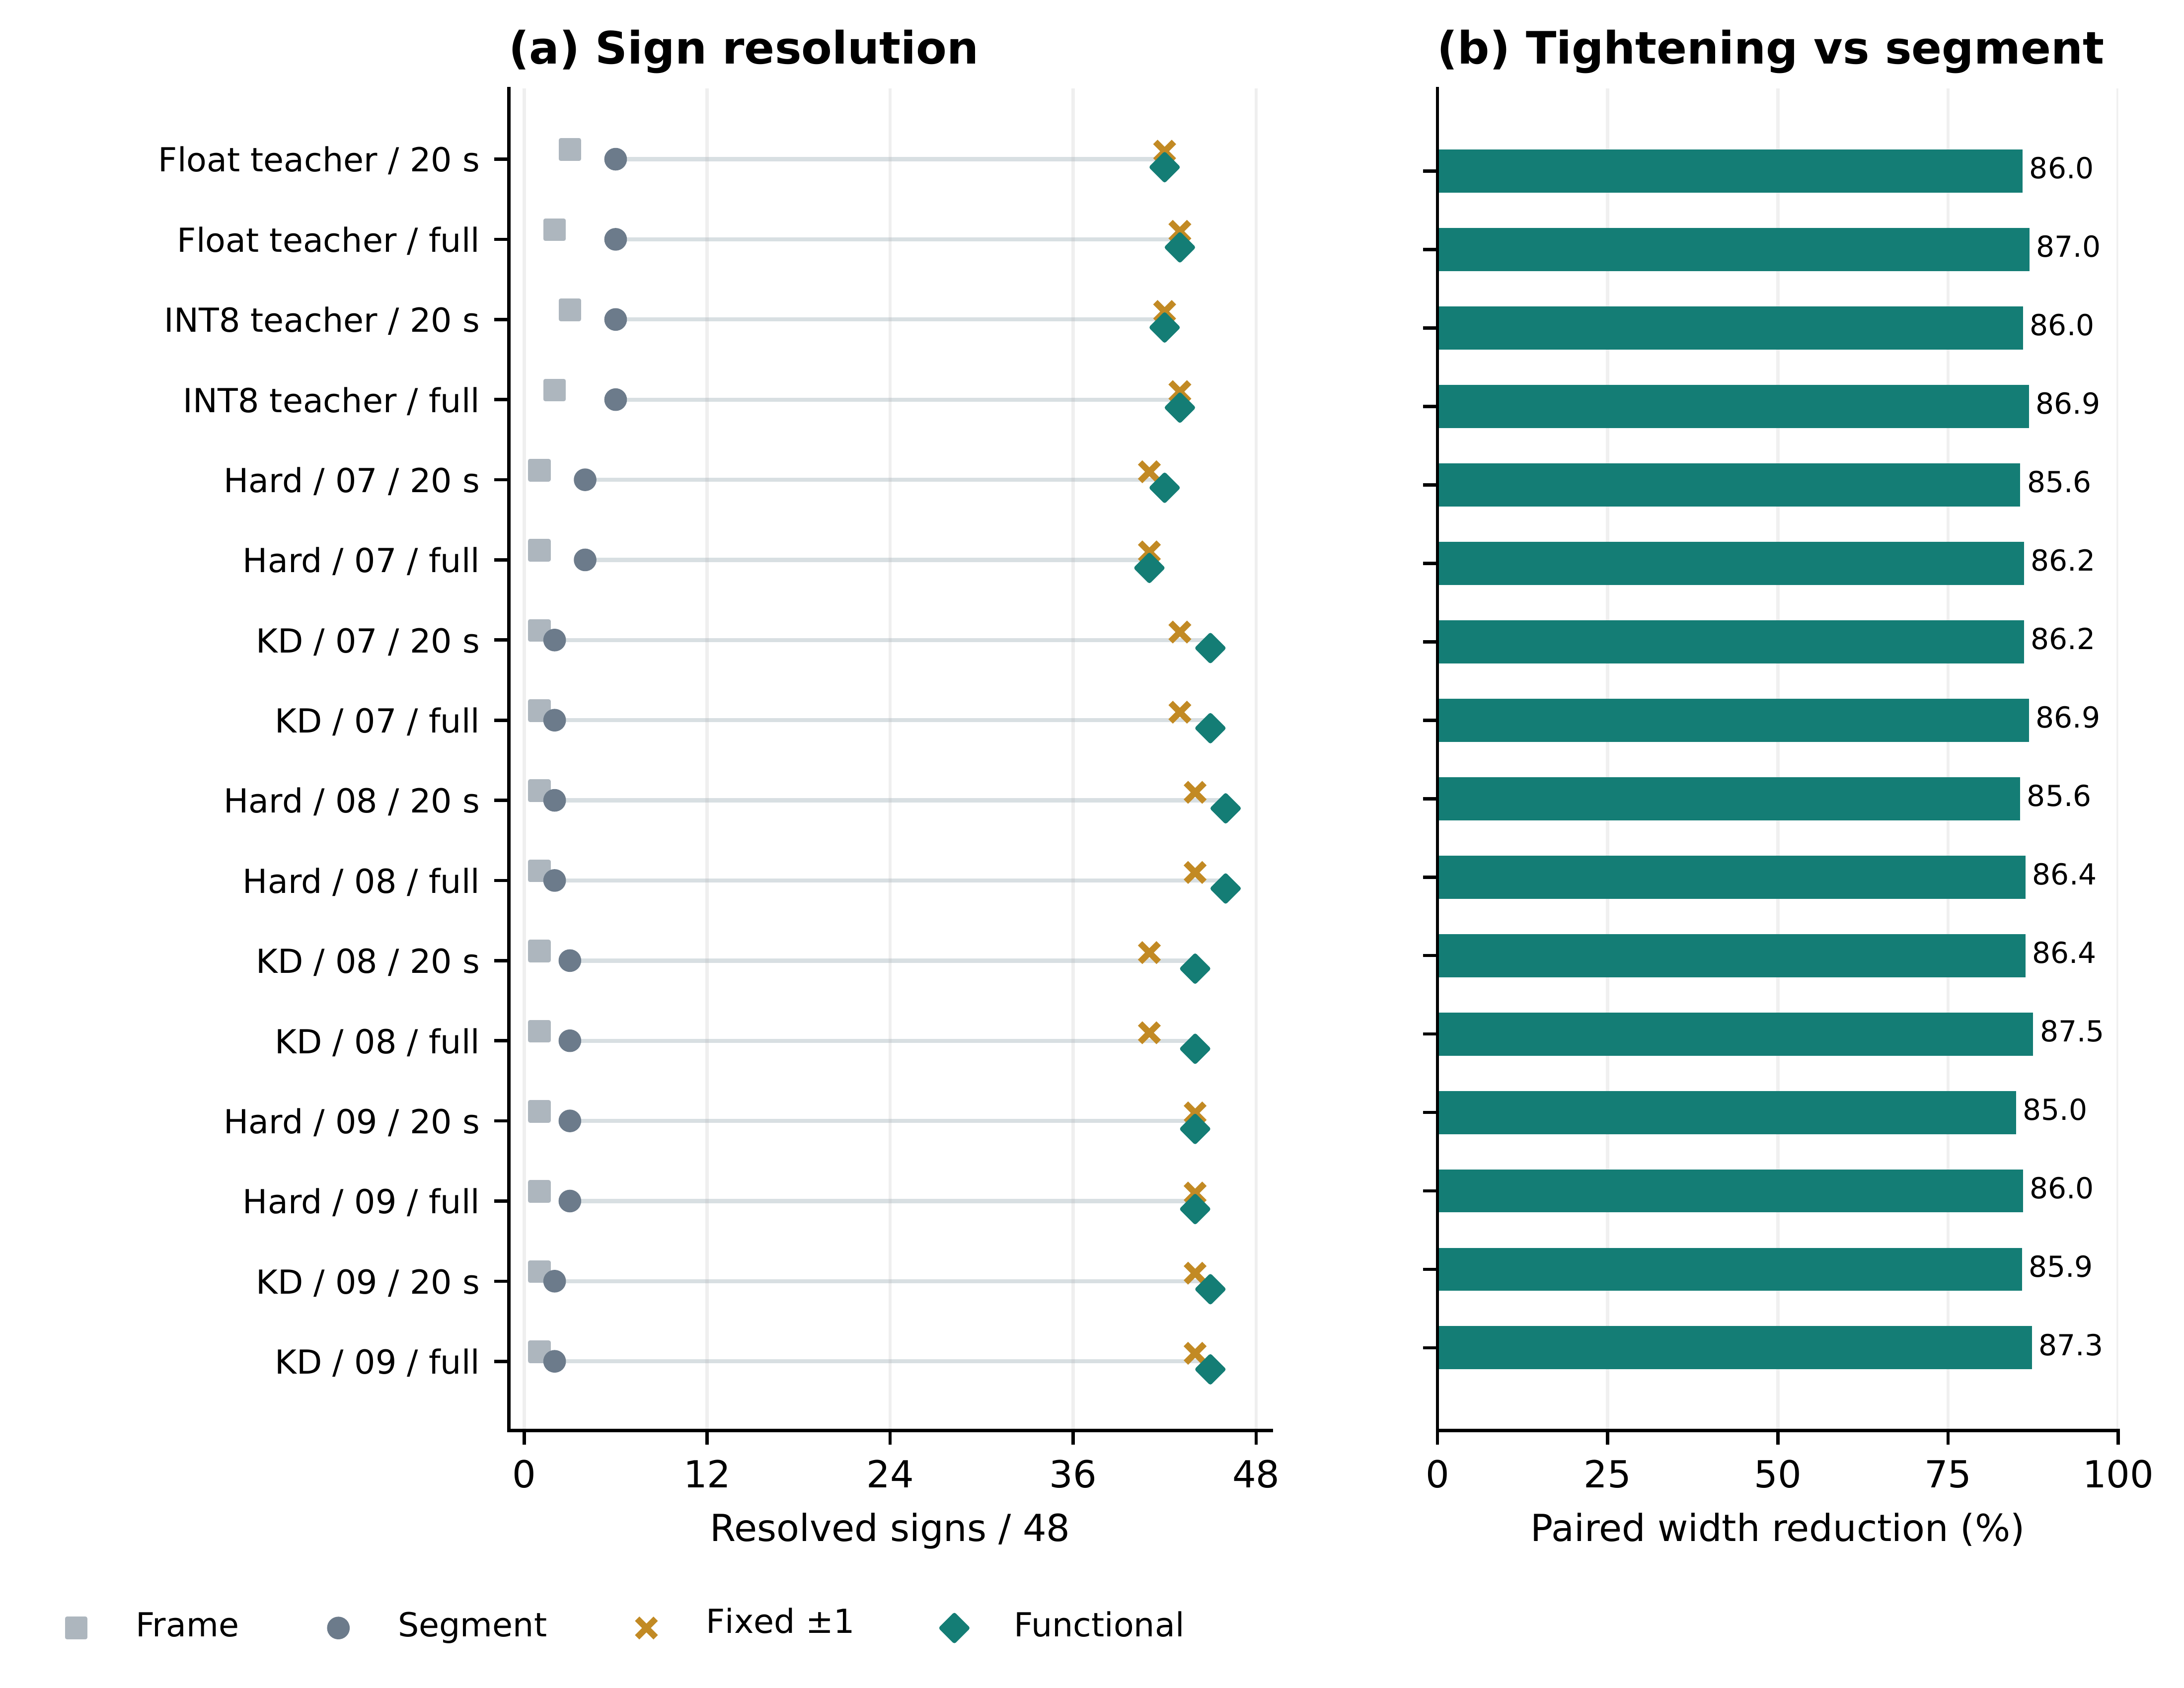 (a) Sign resolution
Float teacher / 20 s
Float teacher / full
INT8 teacher / 20 s
INT8 teacher / full
Hard / 07 / 20 s
Hard / 07 / full
KD / 07 / 20 s
KD / 07 / full
Hard / 08 / 20 s
Hard / 08 / full
KD / 08 / 20 s
KD / 08 / full
Hard / 09 / 20 s
Hard / 09 / full
KD / 09 / 20 s
KD / 09 / full
0 12 24 36 48
Resolved signs / 48
(b) Tightening vs segment
86.0
87.0
86.0
86.9
85.6
86.2
86.2
86.9
85.6
86.4
86.4
87.5
85.0
86.0
85.9
87.3
0 25 50 75 100
Paired width reduction (%)
Frame Segment Fixed ±1 Functional